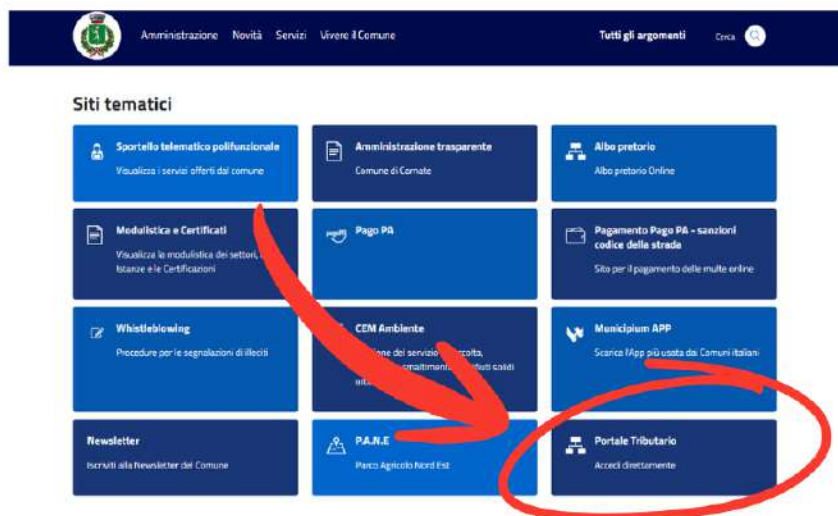 Amministrazione Novità Servizi Vivere il Comune
Tutti gli argomenti Cerca
Siti tematici
Sportello telematico polifunzionale
Visualizza i servizi offerti dal comune
Amministrazione trasparente
Comune di Carnate
Albo pretorio
Albo pretorio Online
Modulistica e Certificati
Visualizza la modulistica dei settori,
Istanze e le Certificazioni
Pago PA
Pagamento Pago PA - sanzioni
codice della strada
Sito per il pagamento delle multe online
Whistleblowing
Procedure per le segnalazioni di illeciti
CEM Ambiente
del servizio
solidi
Municipium APP
Scarica l'App più usata dai Comuni italiani
Newsletter
Iscriviti alla Newsletter del Comune
P.A.N.E
Parco Agricolo Nord Est
Portale Tributario
Accedi direttamente